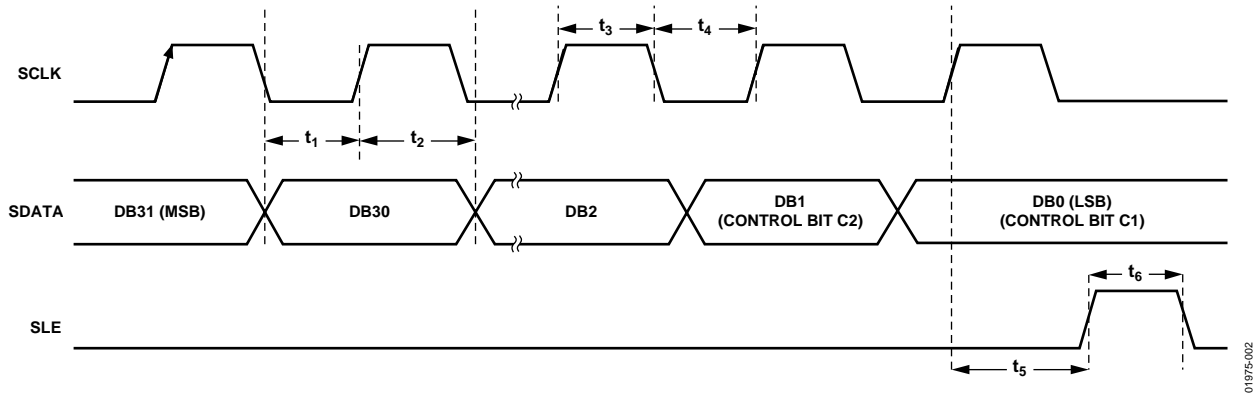 t3
t4
SCLK
t1
t2
SDATA
DB31 (MSB)
DB30
DB2
DB1
(CONTROL BIT C2)
DB0 (LSB)
(CONTROL BIT C1)
t6
SLE
t5
01975-002